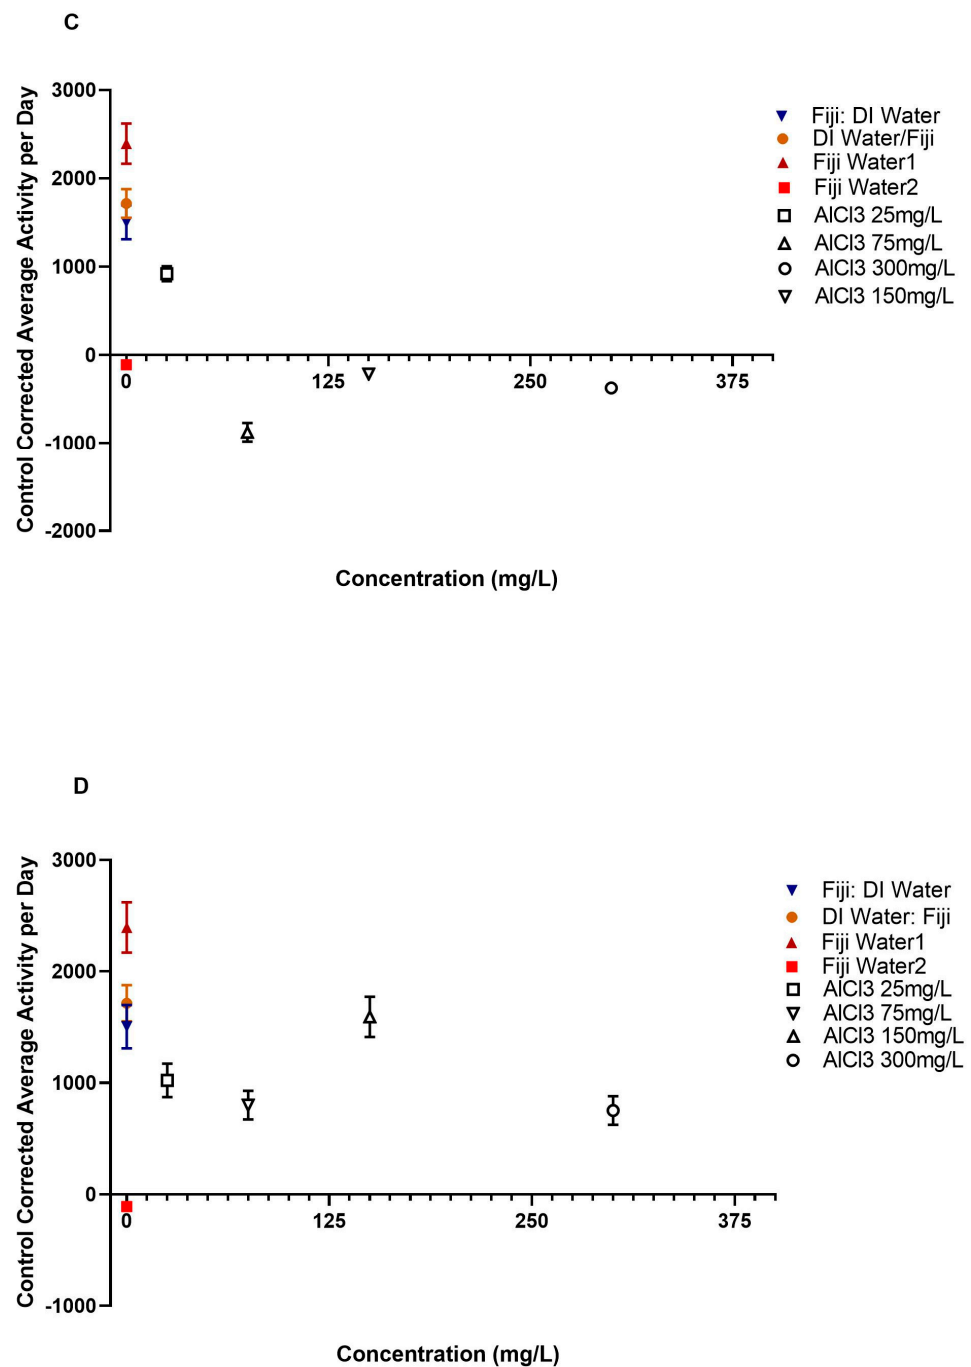 C
Control Corrected Average Activity per Day
3000
2000
1000
0
-1000
-2000
0
125
250
375
Concentration (mg/L)
Fiji: DI Water
DI Water/Fiji
Fiji Water1
Fiji Water2
AlCl3 25mg/L
AlCl3 75mg/L
AlCl3 300mg/L
AlCl3 150mg/L
D
Control Corrected Average Activity per Day
3000
2000
1000
0
-1000
0
125
250
375
Concentration (mg/L)
Fiji: DI Water
DI Water: Fiji
Fiji Water1
Fiji Water2
AlCl3 25mg/L
AlCl3 75mg/L
AlCl3 150mg/L
AlCl3 300mg/L